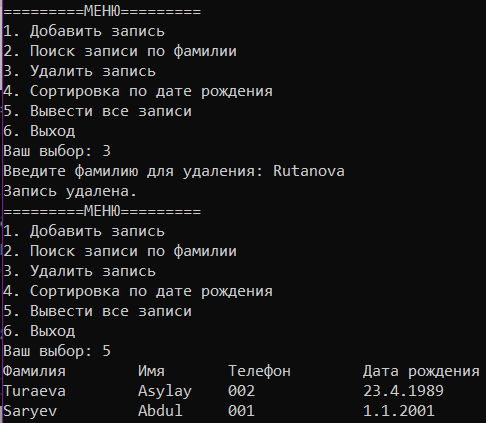 =========МЕНЮ=========
1. Добавить запись
2. Поиск записи по фамилии
3. Удалить запись
4. Сортировка по дате рождения
5. Вывести все записи
6. Выход
Ваш выбор: 3
Введите фамилию для удаления: Rutanova
Запись удалена.
=========МЕНЮ=========
1. Добавить запись
2. Поиск записи по фамилии
3. Удалить запись
4. Сортировка по дате рождения
5. Вывести все записи
6. Выход
Ваш выбор: 5
Фамилия Имя Телефон Дата рождения
Turaeva Asylay 002 23.4.1989
Saryev Abdul 001 1.1.2001